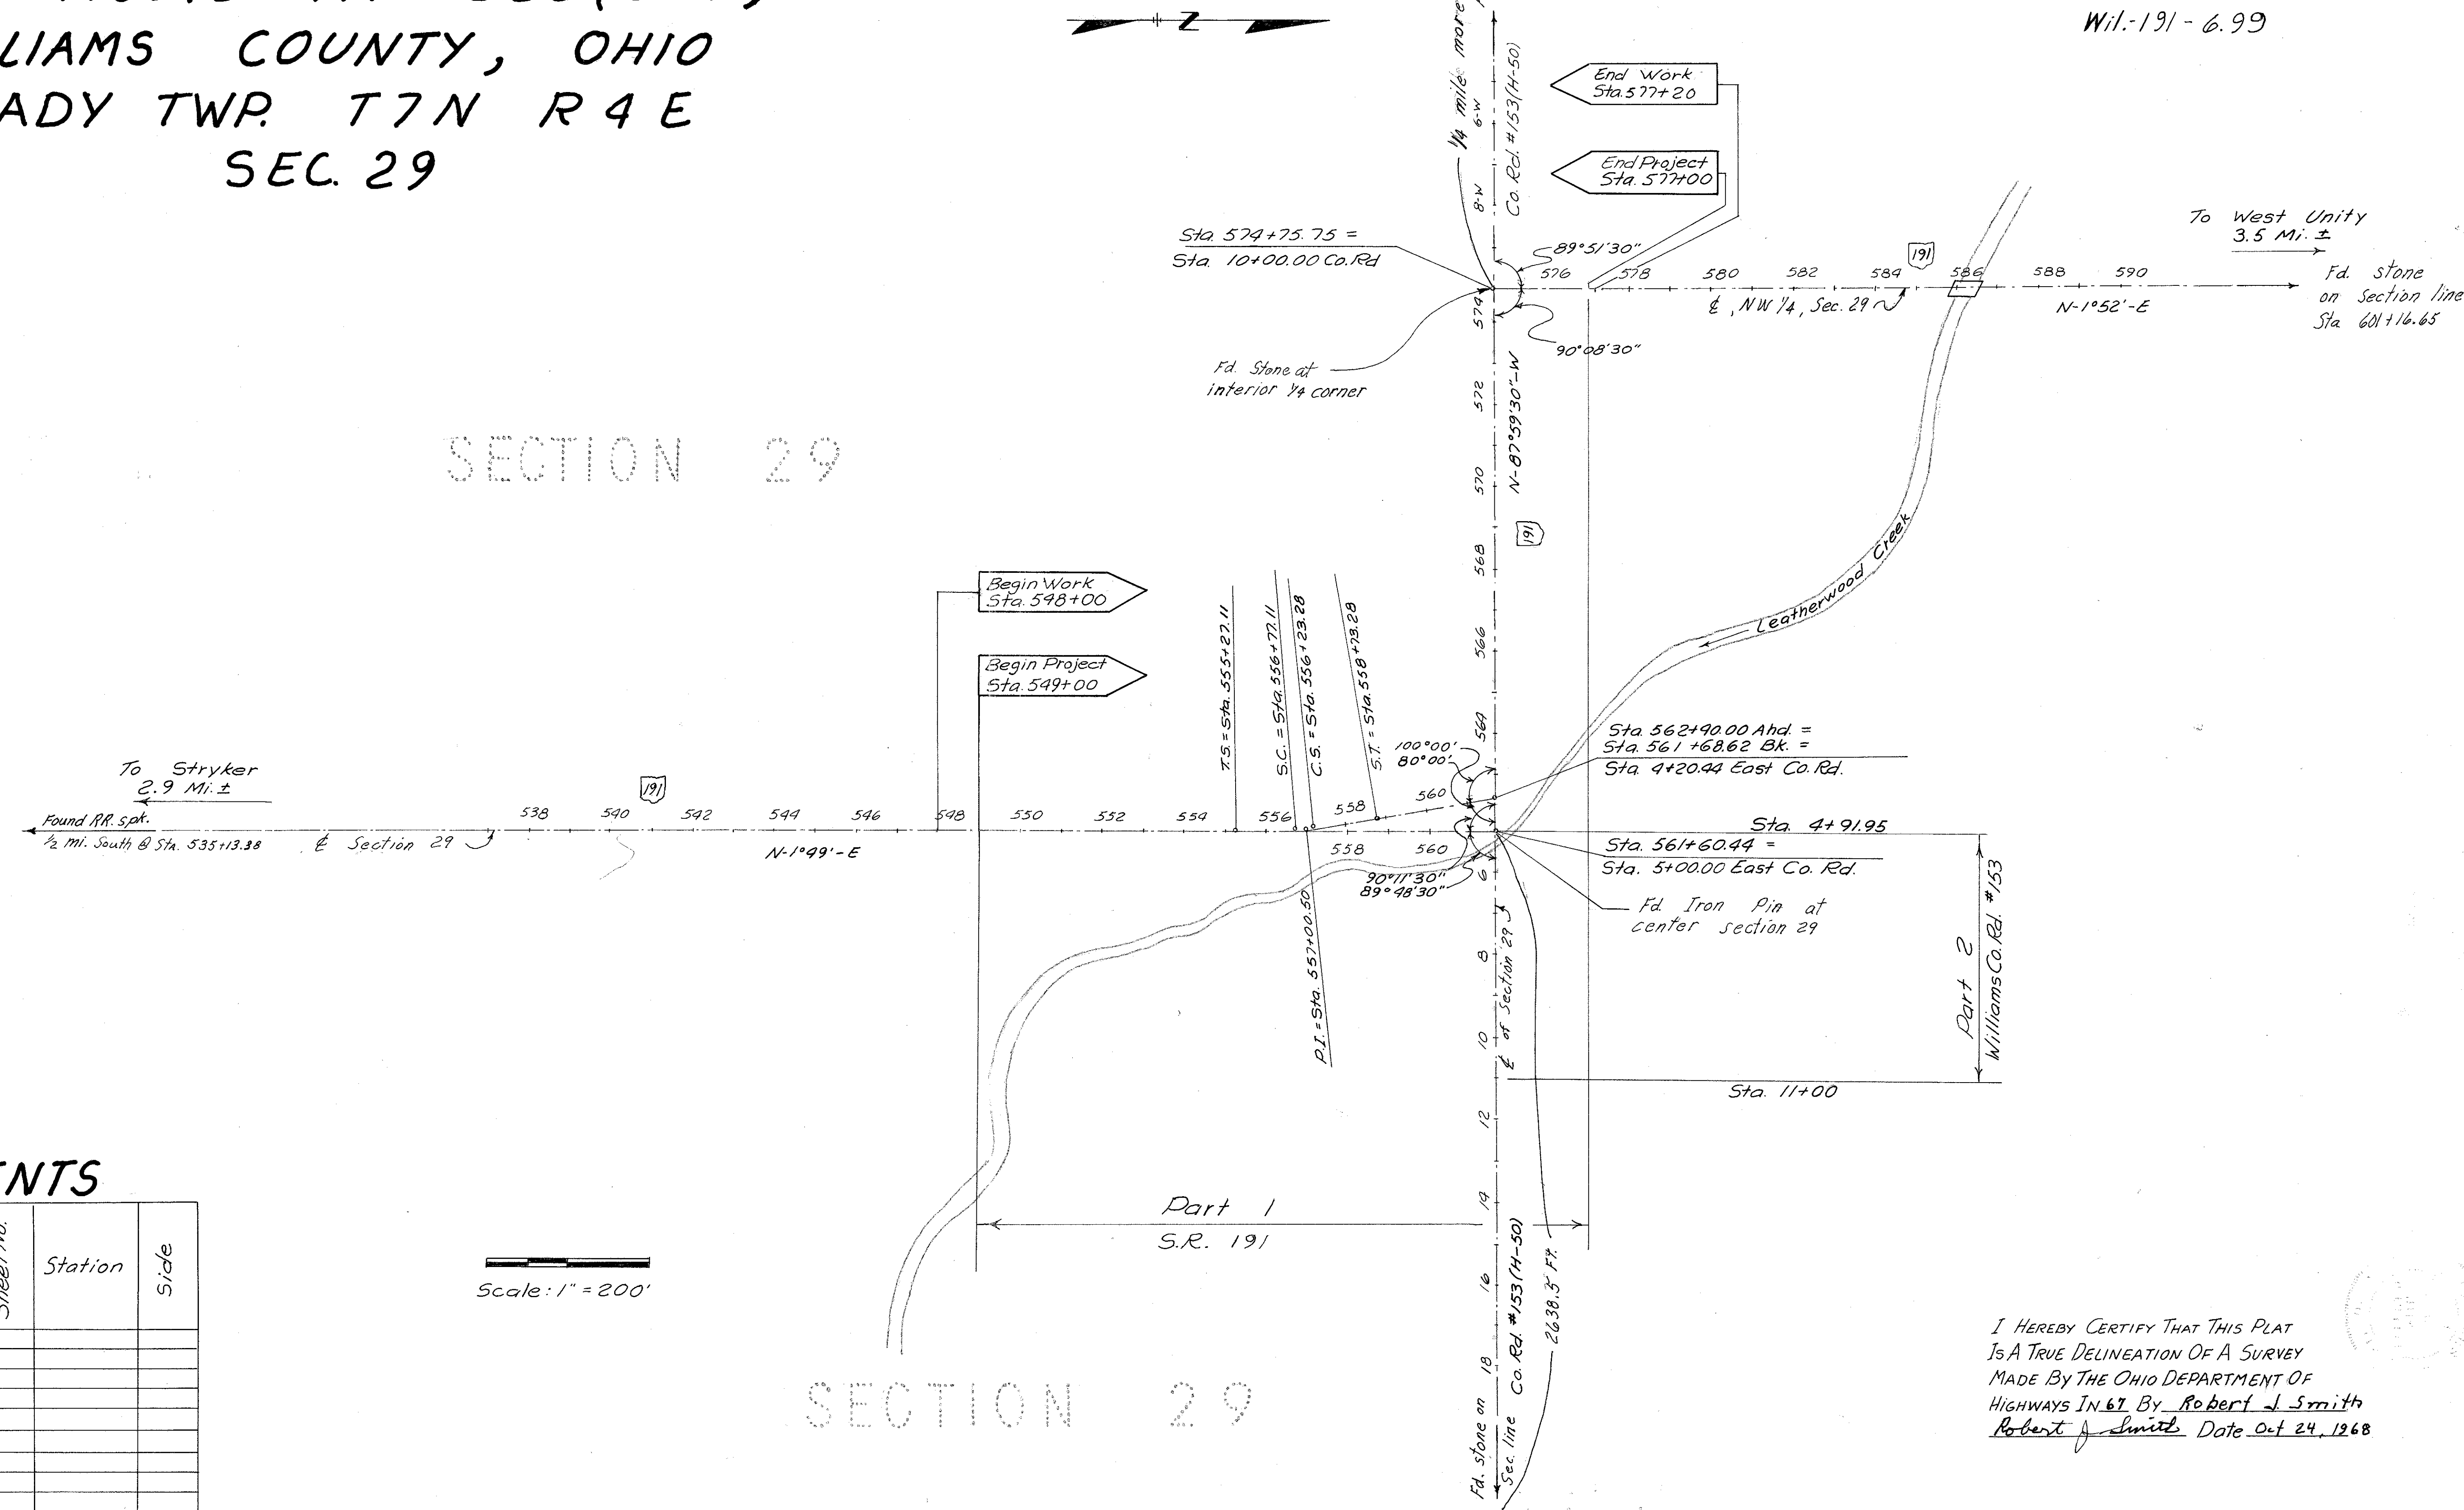 LIAMS COUNTY, OHIO
ADY TWP. T 7 N R 4 E
SEC. 29
N
Wil.-191-6.99
1/4 mile more
6-W
8-W
Co. Rd. #153(H-50)
End Work
Sta. 577+20
End Project
Sta. 577+00
To West Unity
3.5 Mi. ±
Sta. 574+75.75 =
Sta. 10+00.00 Co. Rd
89°51'30"
90°08'30"
576 578 580 582 584 586 588 590
191
℄, NW 1/4, Sec. 29
N-1°52'-E
Fd. stone
on Section line
Sta 601+16.65
Fd. Stone at
interior 1/4 corner
574
572
570
568
566
564
N-87°59'30"-W
191
SECTION 29
Leatherwood Creek
Begin Work
Sta. 548+00
Begin Project
Sta. 549+00
T.S. = Sta. 555+27.11
S.C. = Sta. 556+77.11
C.S. = Sta. 556+23.28
S.T. = Sta. 558+73.28
100°00'
80°00'
Sta. 562+90.00 Ahd. =
Sta. 561+68.62 Bk. =
Sta. 4+20.44 East Co. Rd.
To Stryker
2.9 Mi. ±
191
Found RR. spk.
1/2 mi. South @ Sta. 535+13.38
℄ Section 29
538 540 542 544 546 548 550 552 554 556 558 560
N-1°49'-E
558 560
90°11'30"
89°48'30"
Sta. 4+91.95
Sta. 561+60.44 =
Sta. 5+00.00 East Co. Rd.
Fd. Iron Pin at
center section 29
P.I. = Sta. 557+00.50
6
8
10
12
14
16
18
℄ of Section 29
Part 2
Williams Co. Rd. #153
Sta. 11+00
NTS
Sheet No.
Station
Side
Part 1
S.R. 191
Scale: 1" = 200'
Co. Rd. #153(H-50)
2638.5 Ft.
Fd. stone on
Sec. line
SECTION 29
I HEREBY CERTIFY THAT THIS PLAT
IS A TRUE DELINEATION OF A SURVEY
MADE BY THE OHIO DEPARTMENT OF
HIGHWAYS IN 67 BY Robert J. Smith
Robert J Smith Date Oct 24, 1968